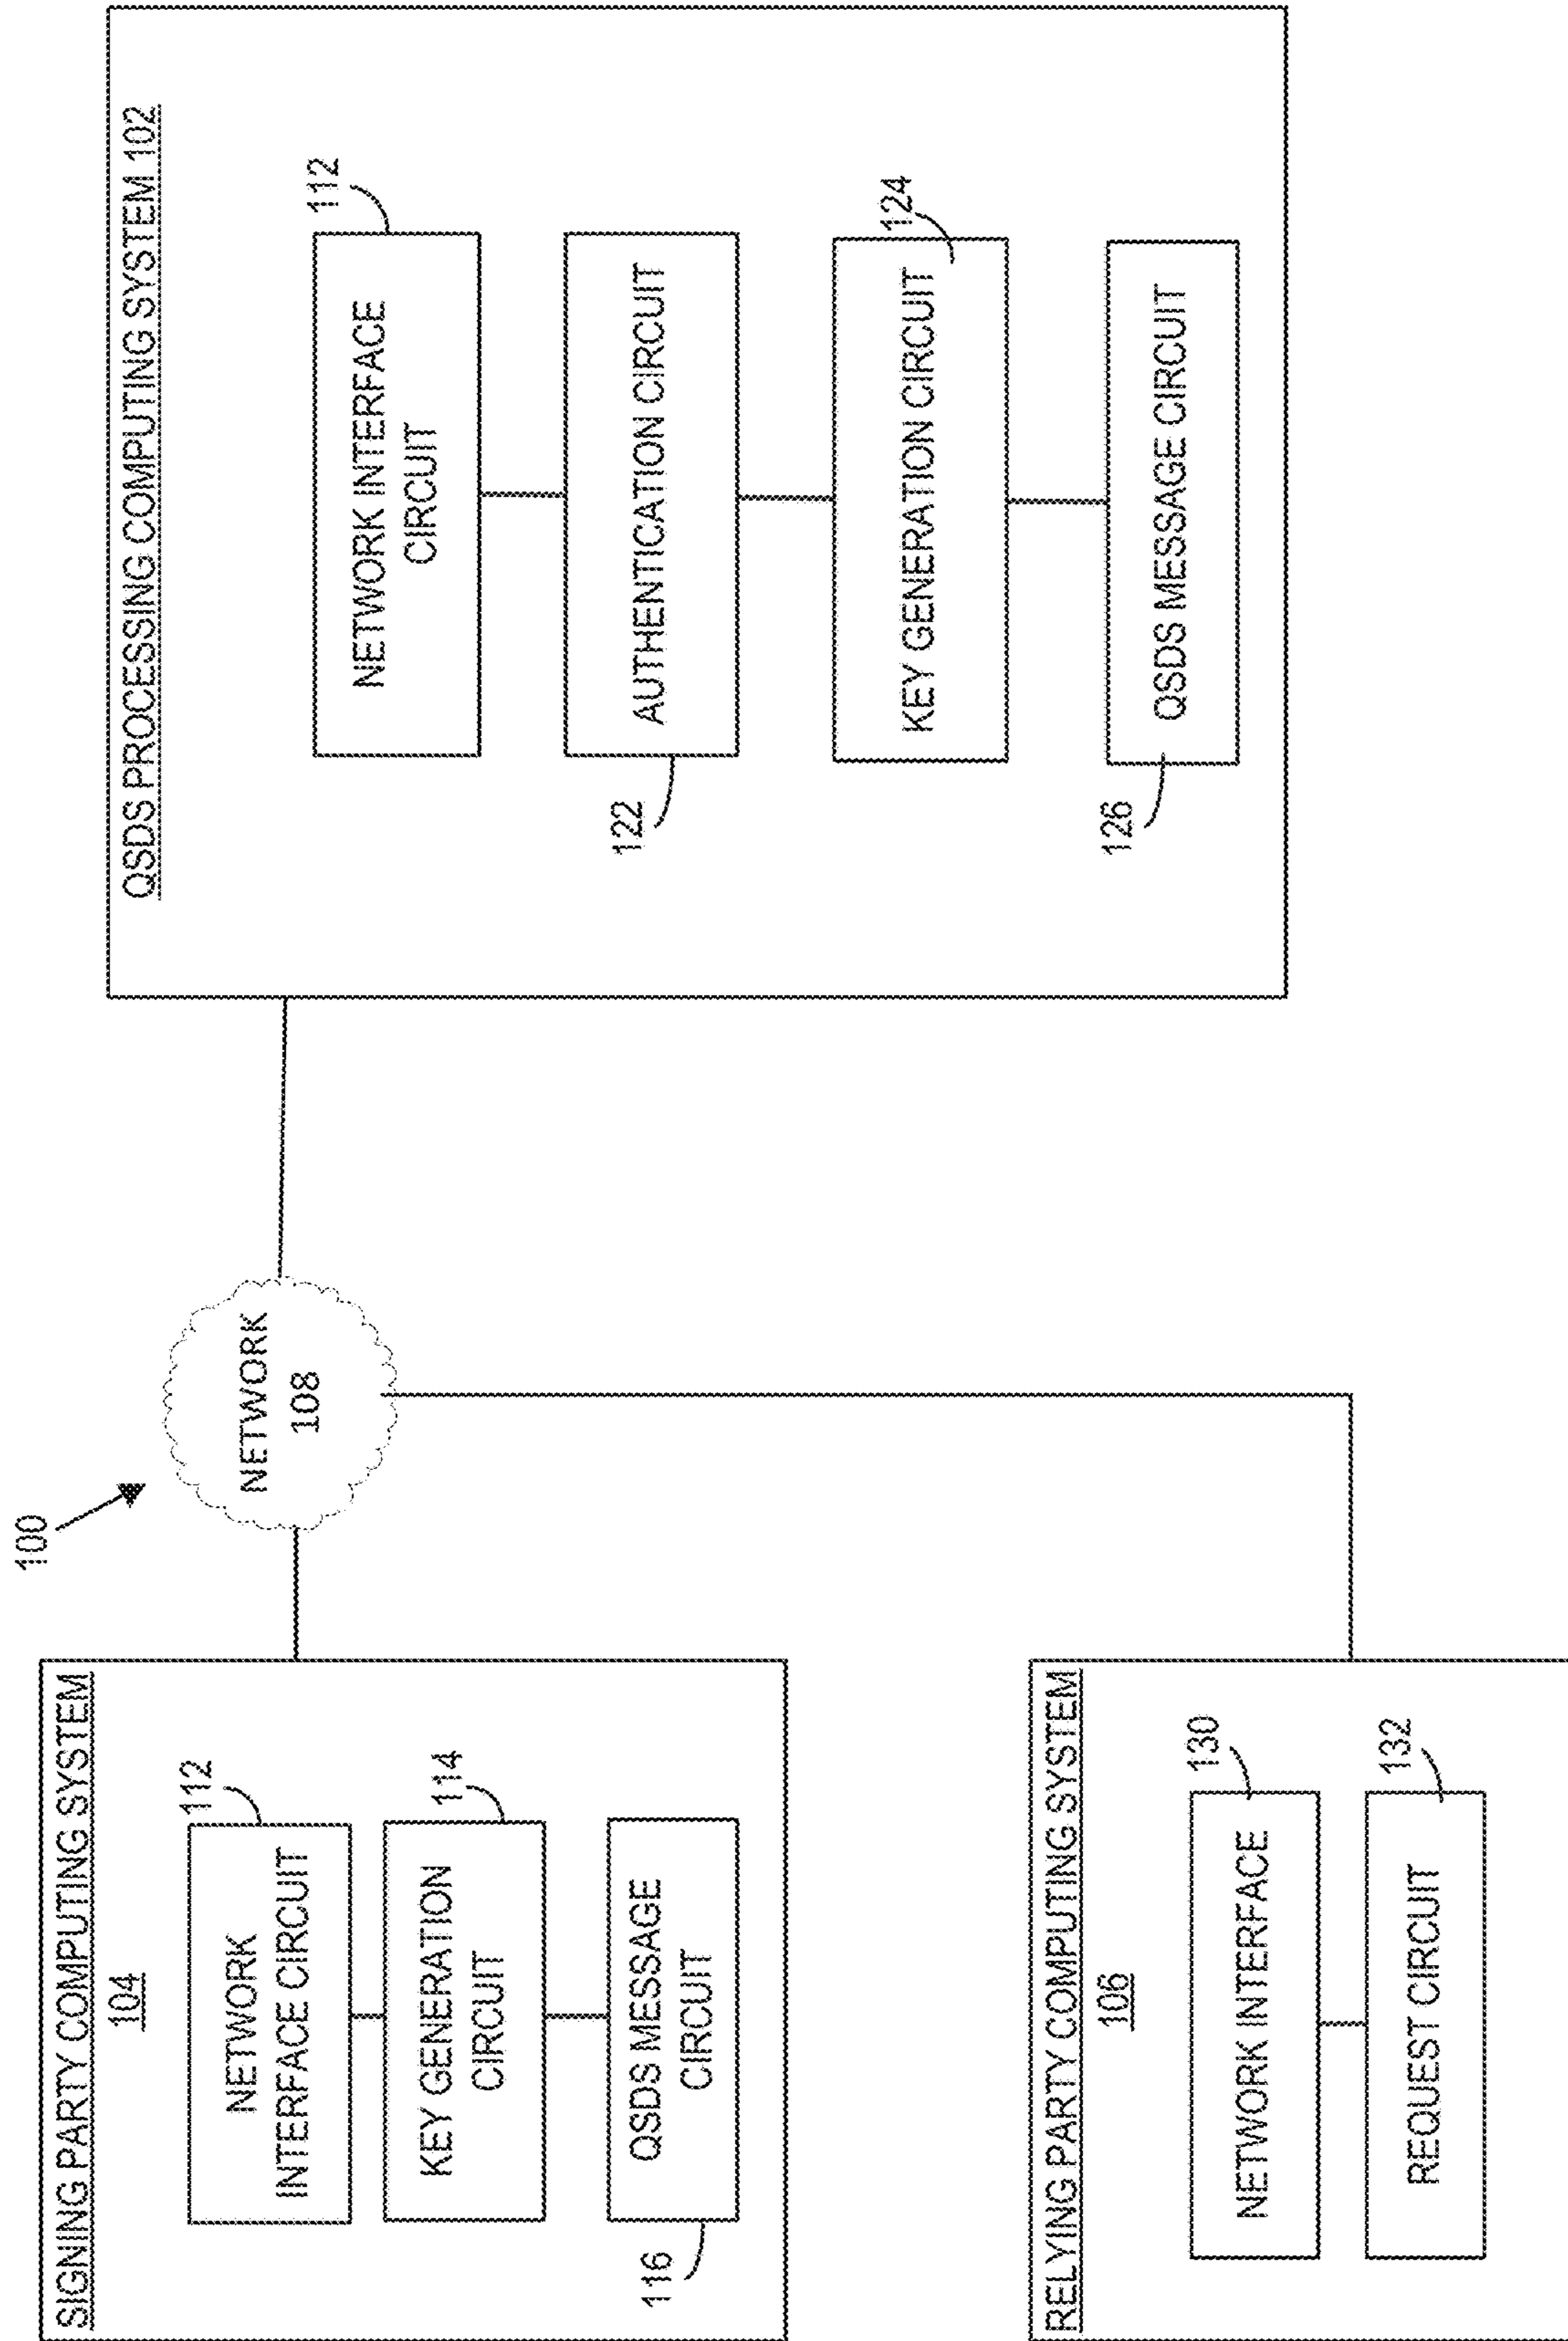 100
SIGNING PARTY COMPUTING SYSTEM
104
112
NETWORK
INTERFACE CIRCUIT
114
KEY GENERATION
CIRCUIT
116
QSDS MESSAGE
CIRCUIT
NETWORK
108
QSDS PROCESSING COMPUTING SYSTEM 102
112
NETWORK INTERFACE
CIRCUIT
122
AUTHENTICATION CIRCUIT
124
KEY GENERATION CIRCUIT
126
QSDS MESSAGE CIRCUIT
RELYING PARTY COMPUTING SYSTEM
106
130
NETWORK INTERFACE
132
REQUEST CIRCUIT